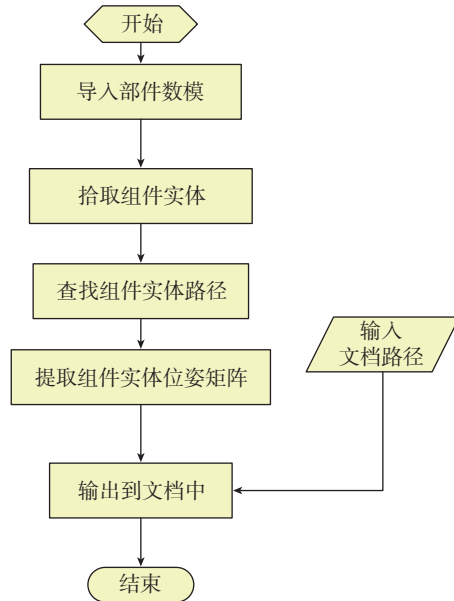 开始
导入部件数模
拾取组件实体
查找组件实体路径
输入
文档路径
提取组件实体位姿矩阵
输出到文档中
结束